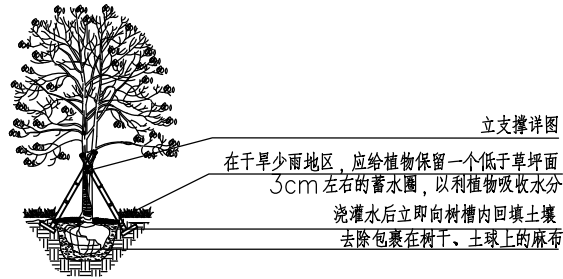 立支撑详图
在干旱少雨地区，应给植物保留一个低于草坪面
3cm左右的蓄水圈，以利植物吸收水分
浇灌水后立即向树槽内回填土壤
去除包裹在树干、土球上的麻布